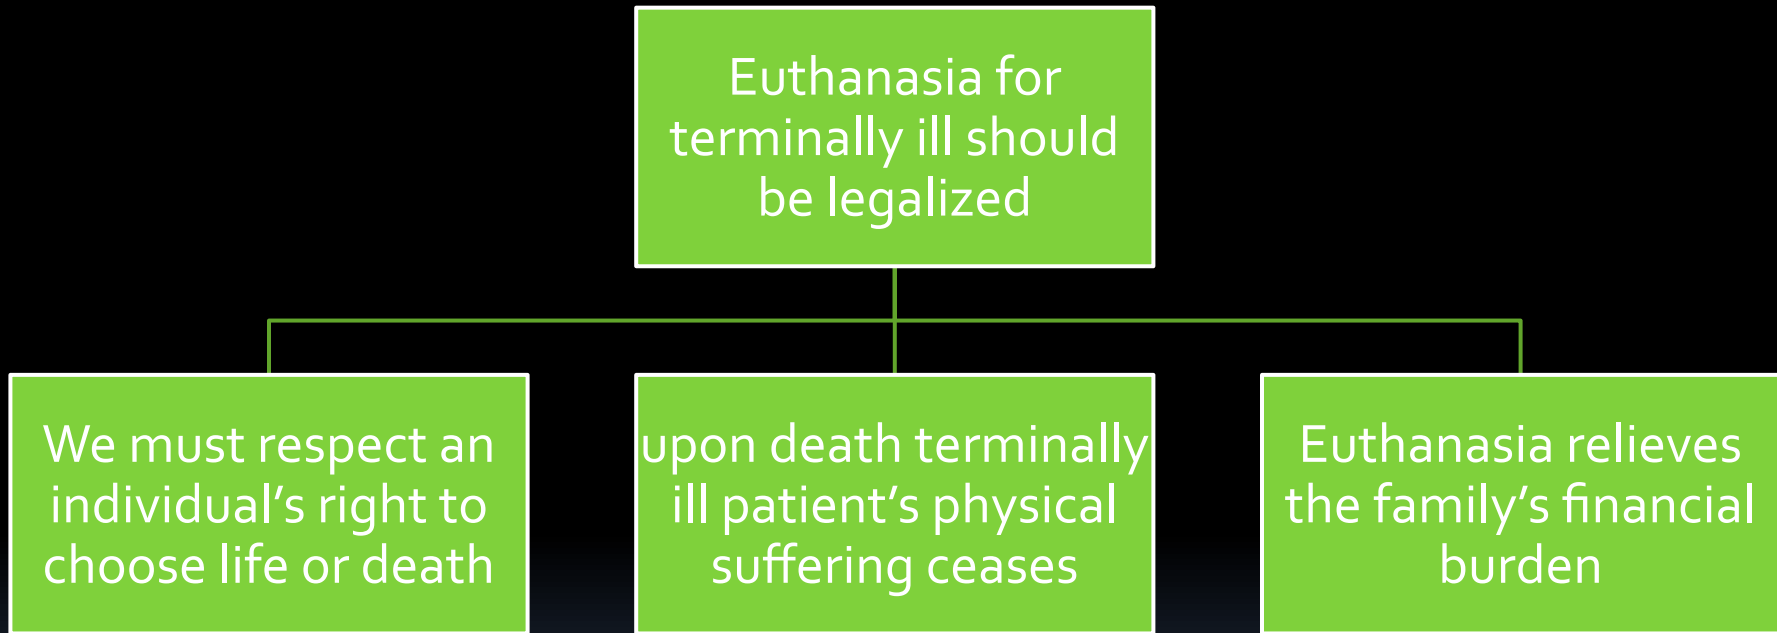 Euthanasia for
terminally ill should
be legalized
We must respect an
individual’s right to
choose life or death
upon death terminally
ill patient’s physical
suffering ceases
Euthanasia relieves
the family’s financial
burden